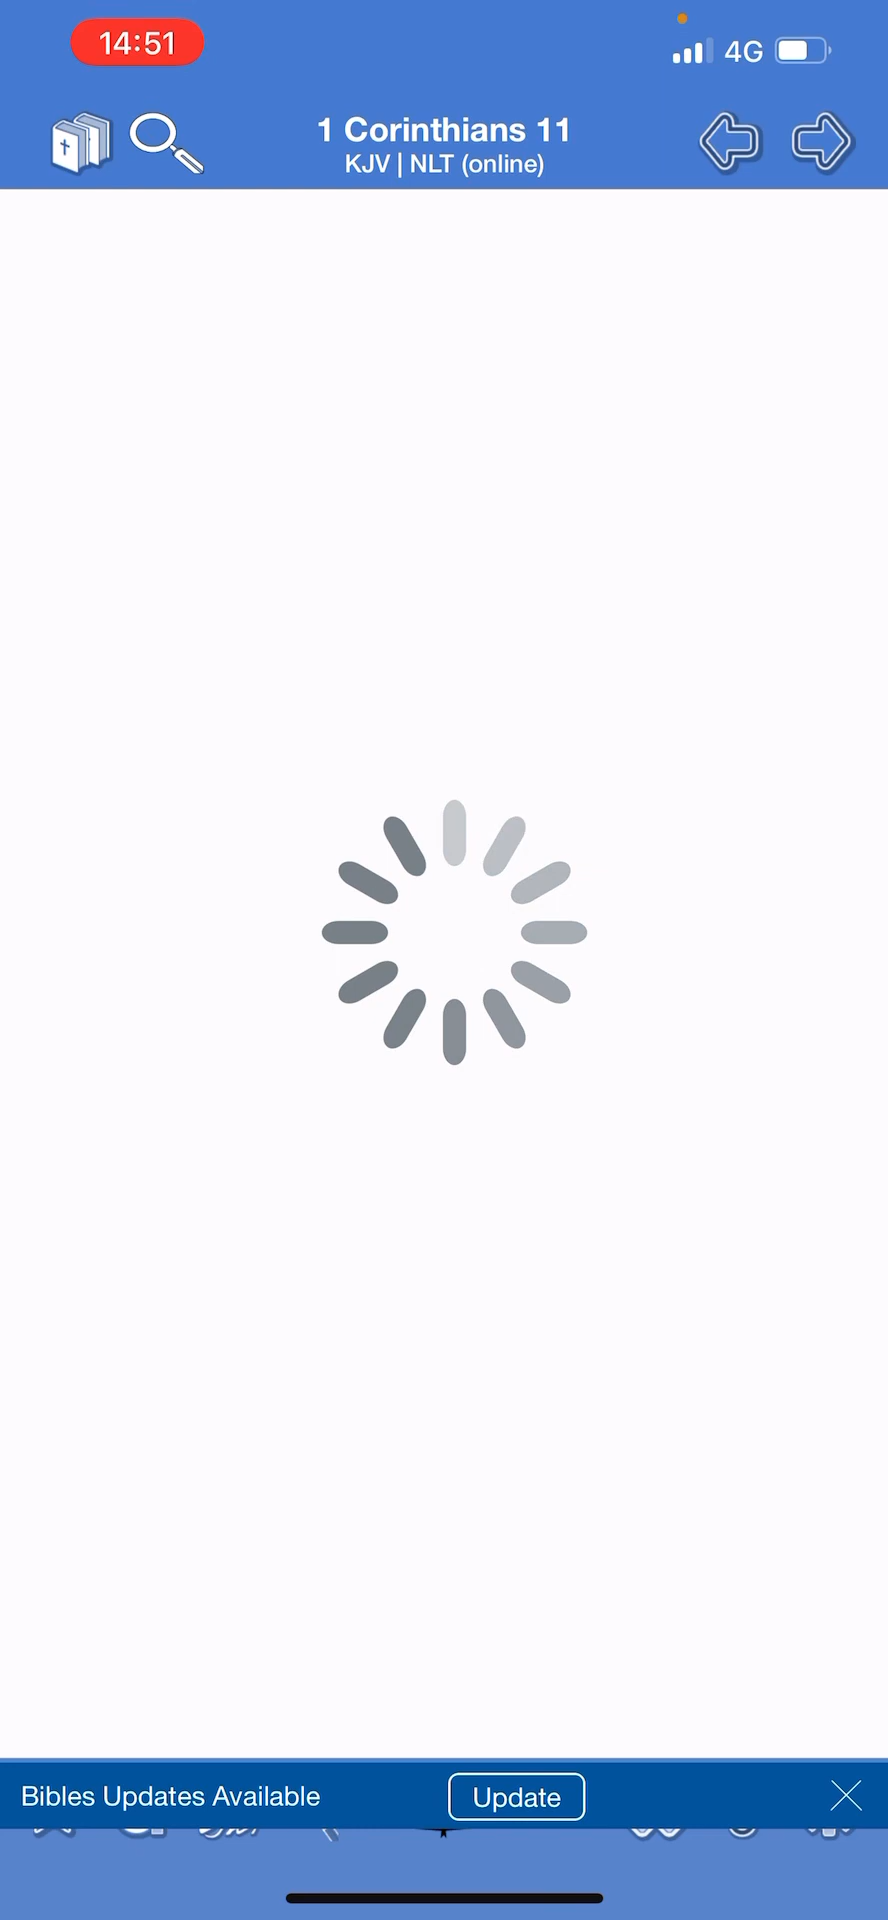 14:51
4G
1 Corinthians 11
KJV | NLT (online)
Bibles Updates Available
Update